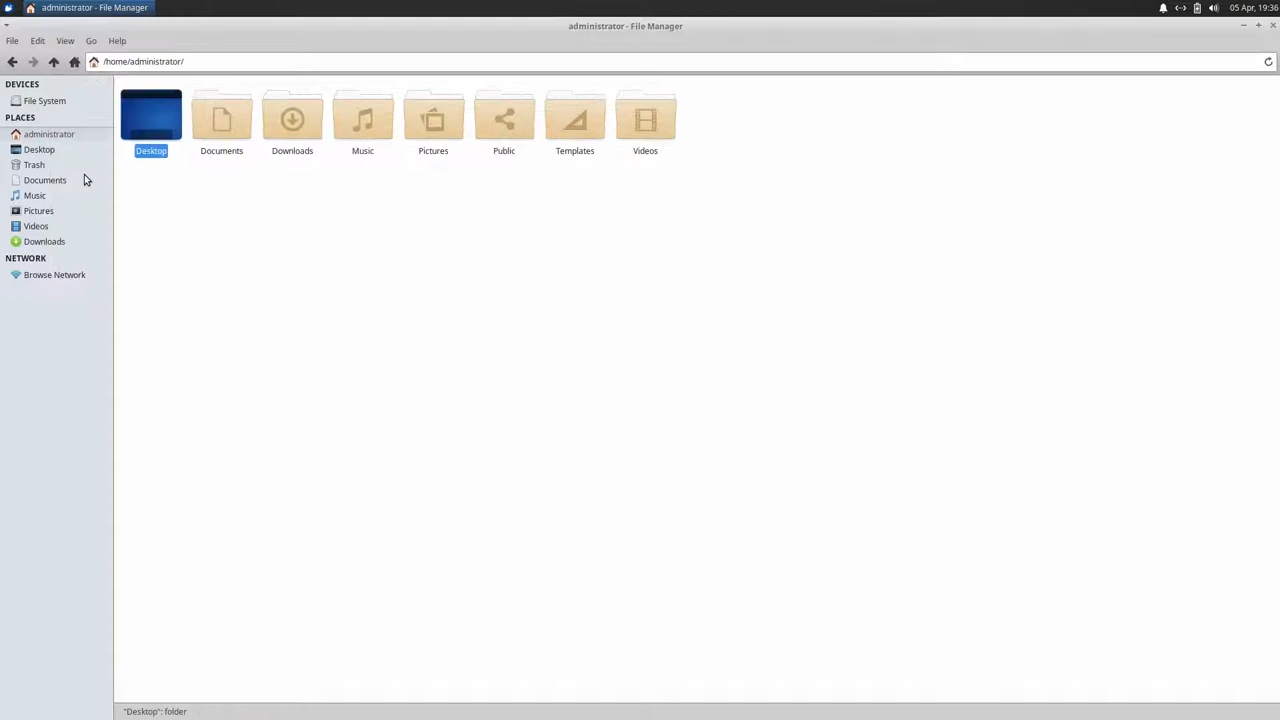 administrator - File Manager
05 Apr, 19:36
administrator - File Manager
File Edit View Go Help
/home/administrator/
DEVICES
File System
PLACES
administrator
Desktop
Trash
Documents
Music
Pictures
Videos
Downloads
NETWORK
Browse Network
Desktop Documents Downloads Music Pictures Public Templates Videos
"Desktop": folder